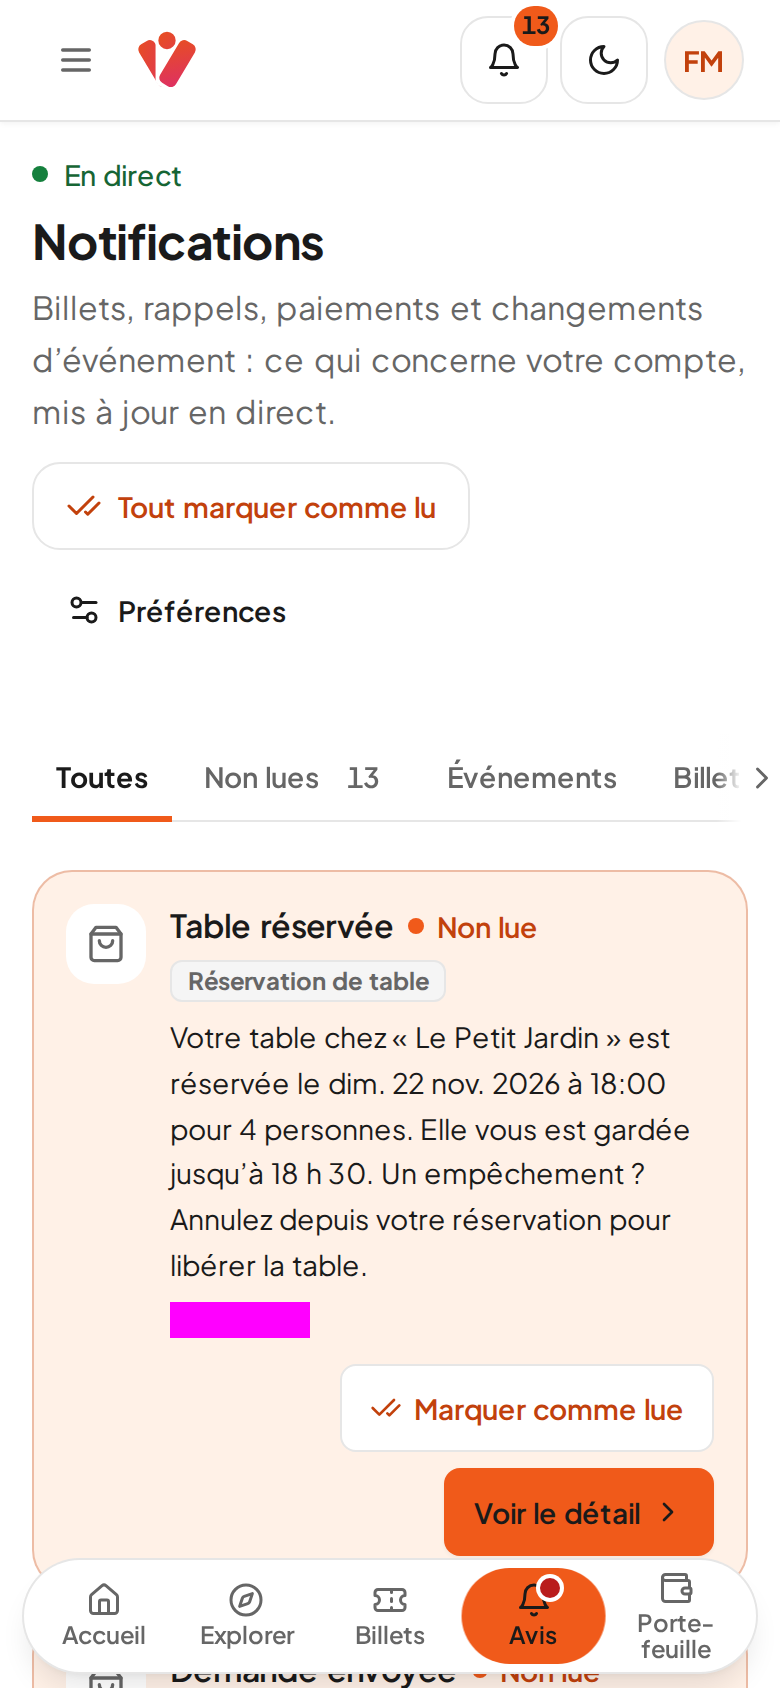 13
FM
En direct
Notifications
Billets, rappels, paiements et changements
d’événement : ce qui concerne votre compte,
mis à jour en direct.
Tout marquer comme lu
Préférences
Toutes Non lues 13 Événements Billet
Table réservée Non lue
Réservation de table
Votre table chez « Le Petit Jardin » est
réservée le dim. 22 nov. 2026 à 18:00
pour 4 personnes. Elle vous est gardée
jusqu’à 18 h 30. Un empêchement ?
Annulez depuis votre réservation pour
libérer la table.
Marquer comme lue
Voir le détail
Accueil Explorer Billets Avis Porte-
feuille
Demande envoyée Non lue